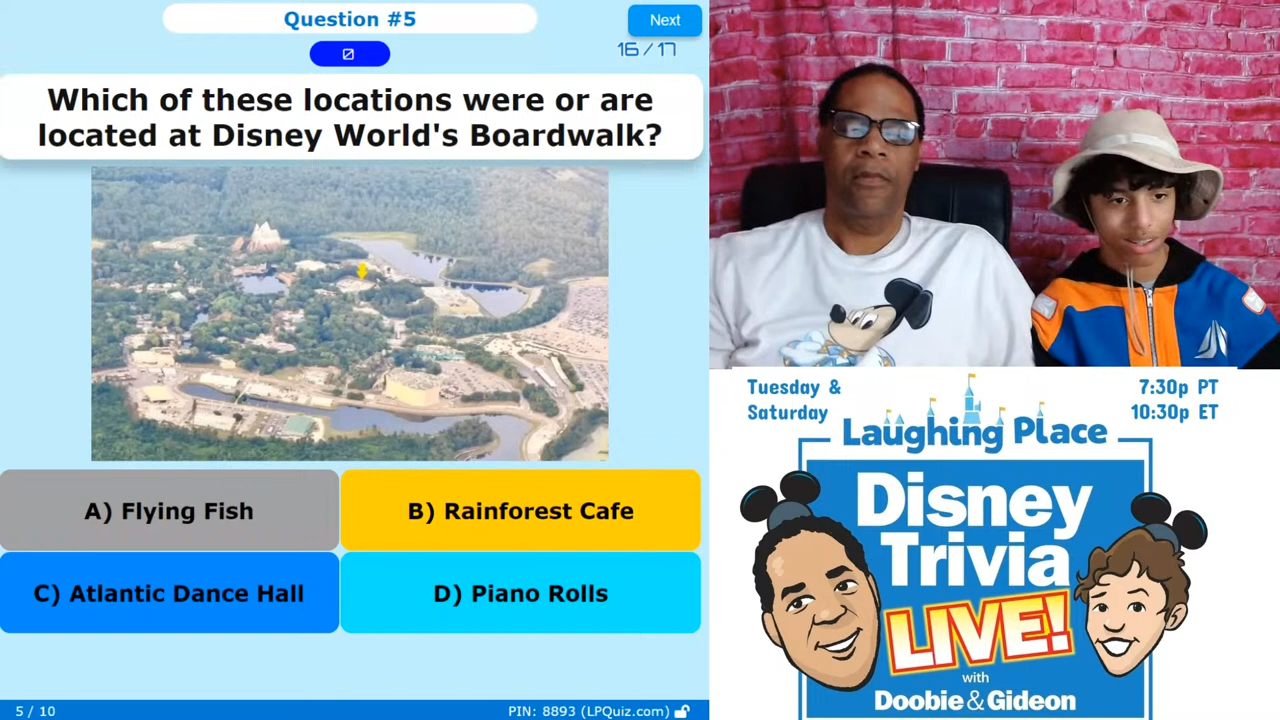 Question #5
Next
16/17
Which of these locations were or are
located at Disney World's Boardwalk?
A) Flying Fish
B) Rainforest Cafe
C) Atlantic Dance Hall
D) Piano Rolls
5 / 10
PIN: 8893 (LPQuiz.com)
Tuesday &
Saturday
7:30p PT
10:30p ET
Laughing Place
Disney
Trivia
LIVE!
with
Doobie & Gideon